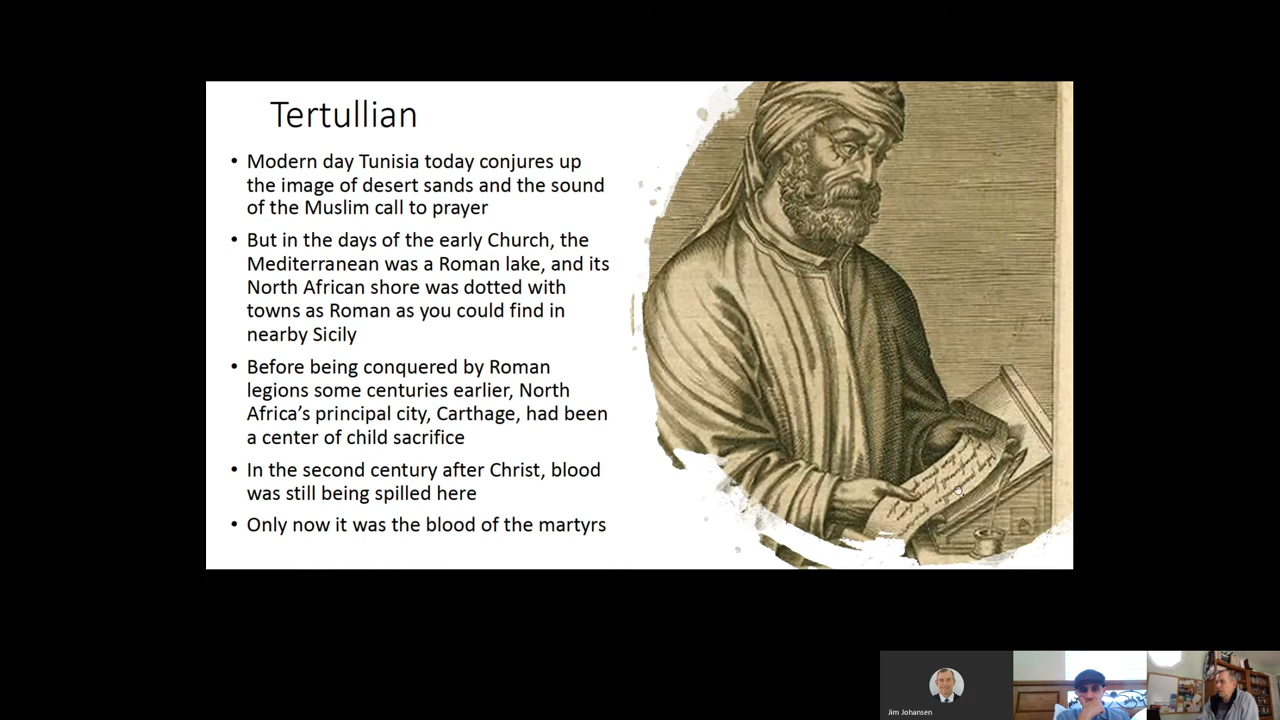 Tertullian
• Modern day Tunisia today conjures up
the image of desert sands and the sound
of the Muslim call to prayer
• But in the days of the early Church, the
Mediterranean was a Roman lake, and its
North African shore was dotted with
towns as Roman as you could find in
nearby Sicily
• Before being conquered by Roman
legions some centuries earlier, North
Africa’s principal city, Carthage, had been
a center of child sacrifice
• In the second century after Christ, blood
was still being spilled here
• Only now it was the blood of the martyrs
Jim Johansen